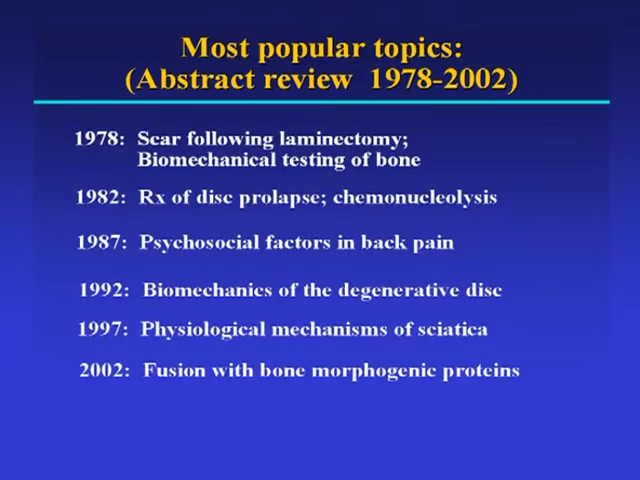 Most popular topics:
(Abstract review 1978-2002)
1978: Scar following laminectomy;
Biomechanical testing of bone
1982: Rx of disc prolapse; chemonucleolysis
1987: Psychosocial factors in back pain
1992: Biomechanics of the degenerative disc
1997: Physiological mechanisms of sciatica
2002: Fusion with bone morphogenic proteins